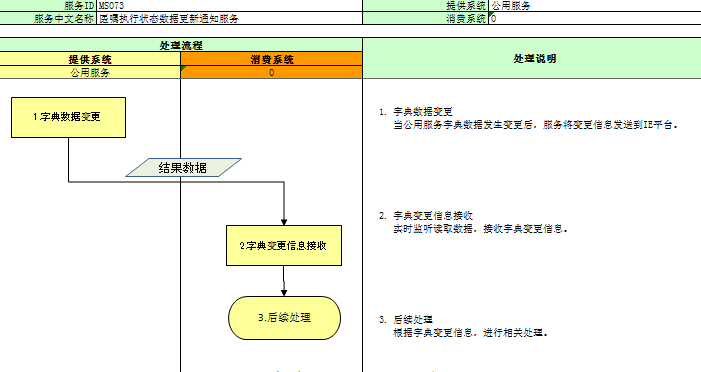 服务ID MS073 提供系统 公用服务
服务中文名称 医嘱执行状态数据更新通知服务 消费系统 0
处理流程 处理说明
提供系统 消费系统
公用服务 0
1.字典数据变更
结果数据
2.字典变更信息接收
3.后续处理
1. 字典数据变更
当公用服务字典数据发生变更后，服务将变更信息发送到IE平台。
2. 字典变更信息接收
实时监听读取数据，接收字典变更信息。
3. 后续处理
根据字典变更信息，进行相关处理。